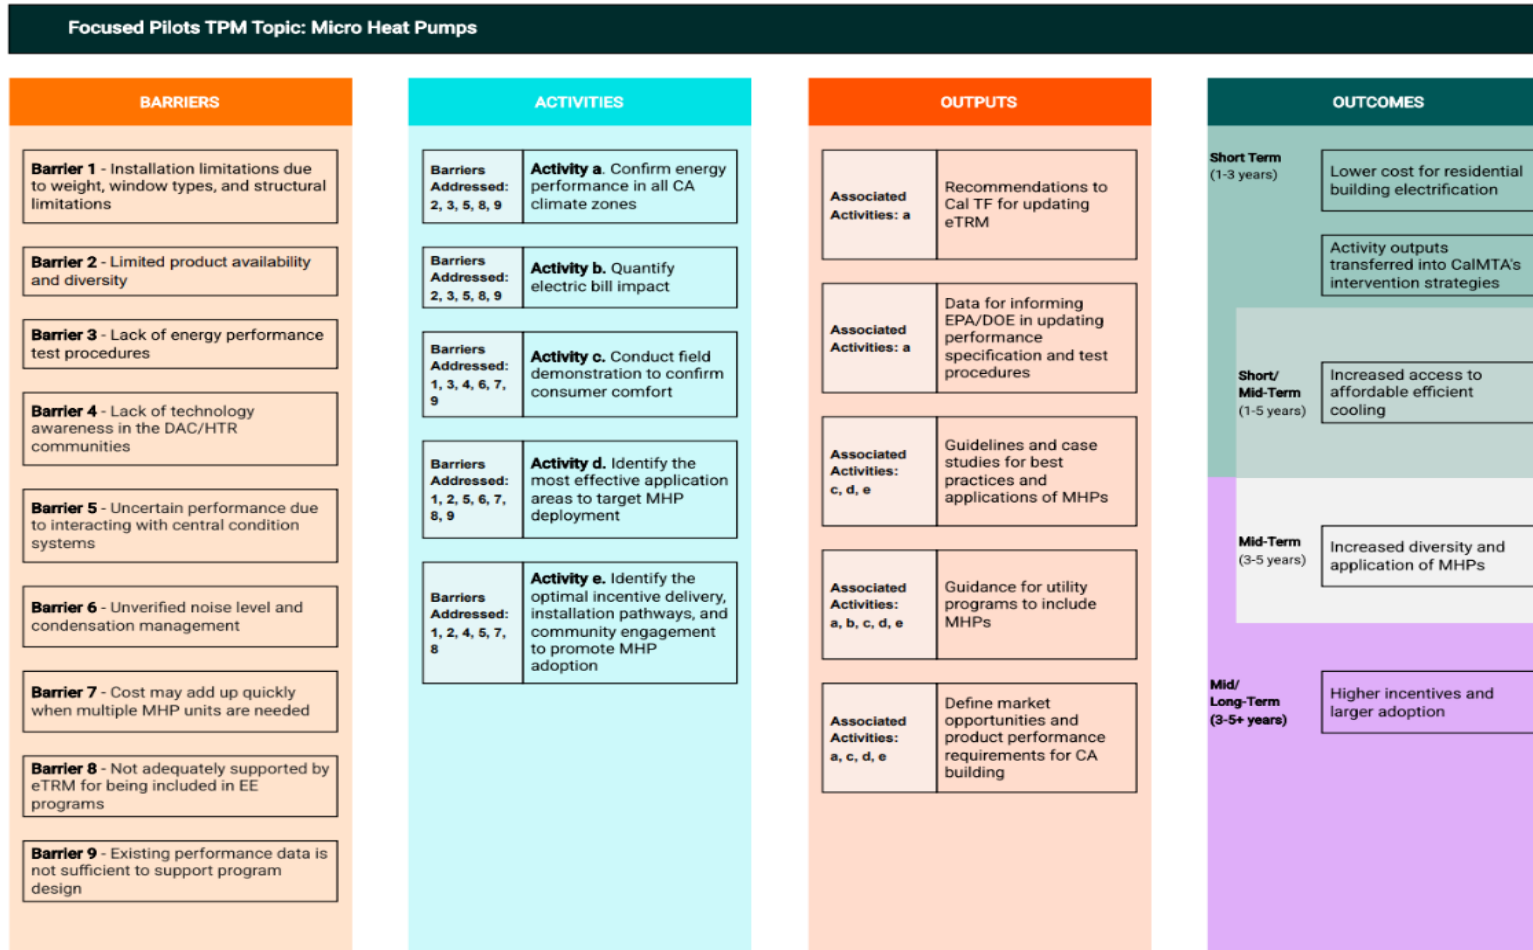 Focused Pilots TPM Topic: Micro Heat Pumps
BARRIERS
Barrier 1 - Installation limitations due
to weight, window types, and structural
limitations
Barrier 2 - Limited product availability
and diversity
Barrier 3 - Lack of energy performance
test procedures
Barrier 4 - Lack of technology
awareness in the DAC/HTR
communities
Barrier 5 - Uncertain performance due
to interacting with central condition
systems
Barrier 6 - Unverified noise level and
condensation management
Barrier 7 - Cost may add up quickly
when multiple MHP units are needed
Barrier 8 - Not adequately supported by
eTRM for being included in EE
programs
Barrier 9 - Existing performance data is
not sufficient to support program
design
ACTIVITIES
Barriers
Addressed:
2, 3, 5, 8, 9
Activity a. Confirm energy
performance in all CA
climate zones
Barriers
Addressed:
2, 3, 5, 8, 9
Activity b. Quantify
electric bill impact
Barriers
Addressed:
1, 3, 4, 6, 7,
9
Activity c. Conduct field
demonstration to confirm
consumer comfort
Barriers
Addressed:
1, 2, 5, 6, 7,
8, 9
Activity d. Identify the
most effective application
areas to target MHP
deployment
Barriers
Addressed:
1, 2, 4, 5, 7,
8
Activity e. Identify the
optimal incentive delivery,
installation pathways, and
community engagement
to promote MHP
adoption
OUTPUTS
Associated
Activities: a
Recommendations to
Cal TF for updating
eTRM
Associated
Activities: a
Data for informing
EPA/DOE in updating
performance
specification and test
procedures
Associated
Activities:
c, d, e
Guidelines and case
studies for best
practices and
applications of MHPs
Associated
Activities:
a, b, c, d, e
Guidance for utility
programs to include
MHPs
Associated
Activities:
a, c, d, e
Define market
opportunities and
product performance
requirements for CA
building
OUTCOMES
Short Term
(1-3 years)
Lower cost for residential
building electrification
Activity outputs
transferred into CalMTA's
intervention strategies
Short/
Mid-Term
(1-5 years)
Increased access to
affordable efficient
cooling
Mid-Term
(3-5 years)
Increased diversity and
application of MHPs
Mid/
Long-Term
(3-5+ years)
Higher incentives and
larger adoption